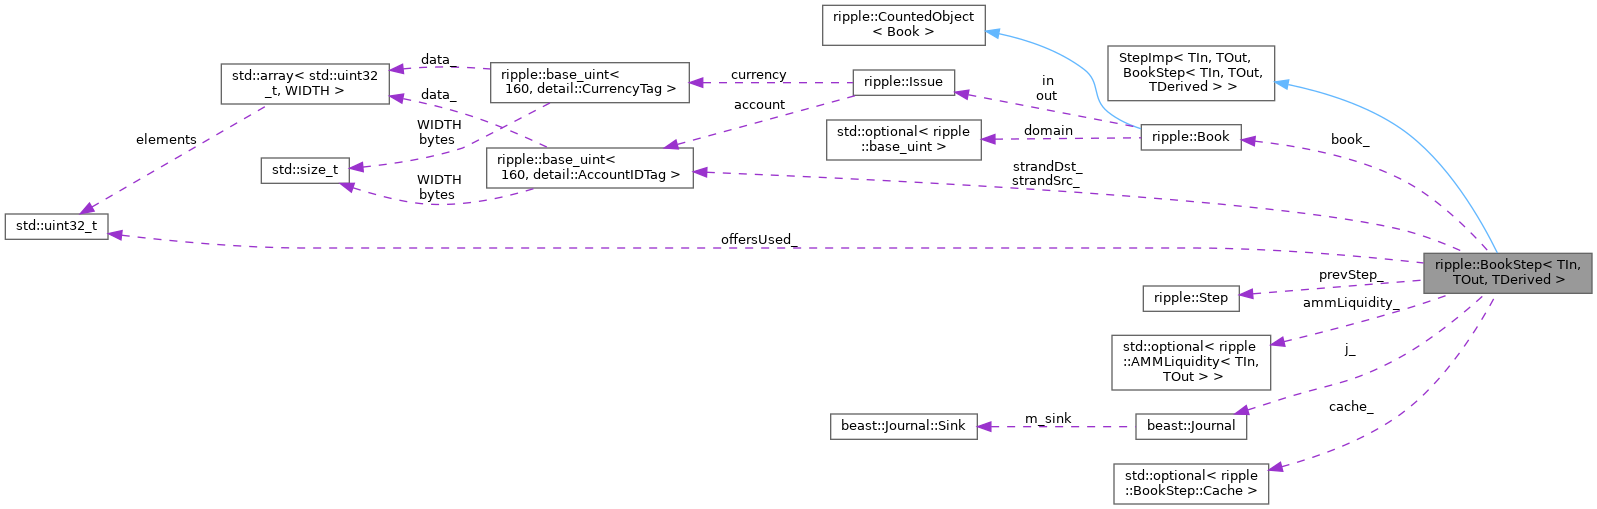 ripple::CountedObject
< Book >
StepImp< TIn, TOut,
BookStep< TIn, TOut,
TDerived > >
std::array< std::uint32
_t, WIDTH >
data_
ripple::base_uint<
160, detail::CurrencyTag >
currency
ripple::Issue
in
out
data_
account
elements
WIDTH
bytes
std::optional< ripple
::base_uint >
domain
ripple::Book
book_
std::size_t
ripple::base_uint<
160, detail::AccountIDTag >
strandDst_
strandSrc_
WIDTH
bytes
std::uint32_t
offersUsed_
ripple::BookStep< TIn,
TOut, TDerived >
prevStep_
ripple::Step
ammLiquidity_
std::optional< ripple
::AMMLiquidity< TIn,
TOut > >
j_
beast::Journal::Sink
m_sink
beast::Journal
cache_
std::optional< ripple
::BookStep::Cache >